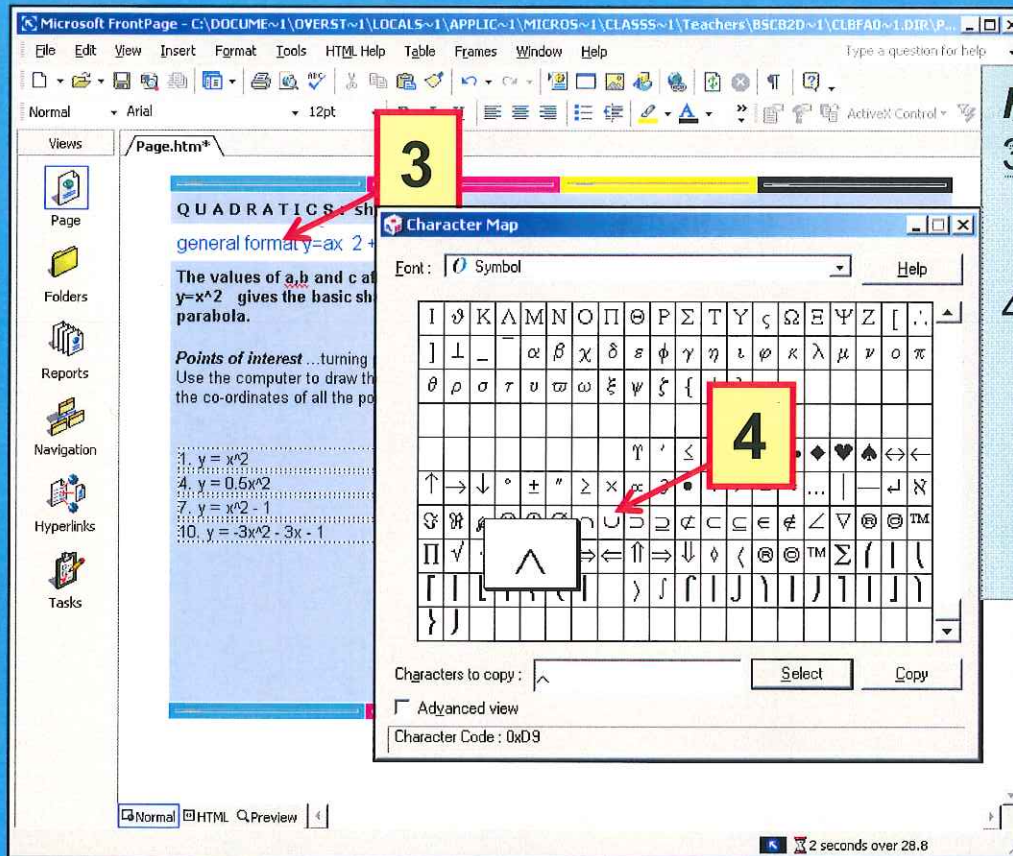 Microsoft FrontPage - C:\DOCUME~1\OVERST~1\LOCALS~1\APPLIC~1\MICROS~1\CLASSS~1\Teachers\BSCB2D~1\CLBFA0~1.DIR\P...
File Edit View Insert Format Tools HTML Help Table Frames Window Help Type a question for help
Normal Arial 12pt ActiveX Control
Views
/Page.htm*\
3
Page
QUADRATICS: sh
general format y=ax 2 +
The values of a,b and c af
y=x^2 gives the basic sha
parabola.
Folders
Reports
Points of interest ...turning
Use the computer to draw th
the co-ordinates of all the po
Navigation
1. y = x^2
4. y = 0.5x^2
7. y = x^2 - 1
10. y = -3x^2 - 3x - 1
Hyperlinks
Tasks
Character Map
Font : Symbol Help
Ι ϑ Κ Λ Μ Ν Ο Π Θ Ρ Σ Τ Υ ς Ω Ξ Ψ Ζ [ ∴
] ⊥ _ ‾ α β χ δ ε ϕ γ η ι φ κ λ μ ν ο π
θ ρ σ τ υ ϖ ω ξ ψ ζ {
4
ϒ ′ ≤ ♦ ♥ ♠ ↔ ←
↑ → ↓ ° ± ″ ≥ × ∝ • … | — ↵ ℵ
ℑ ℜ ∪ ⊃ ⊇ ⊄ ⊂ ⊆ ∈ ∉ ∠ ∇ ® © ™
∏ √ ∧ ⇒ ⇐ ⇑ ⇒ ⇓ ◊ 〈 ® © ™ ∑
〉 ∫
Characters to copy : ∧ Select Copy
Advanced view
Character Code : 0xD9
Normal HTML Preview
2 seconds over 28.8